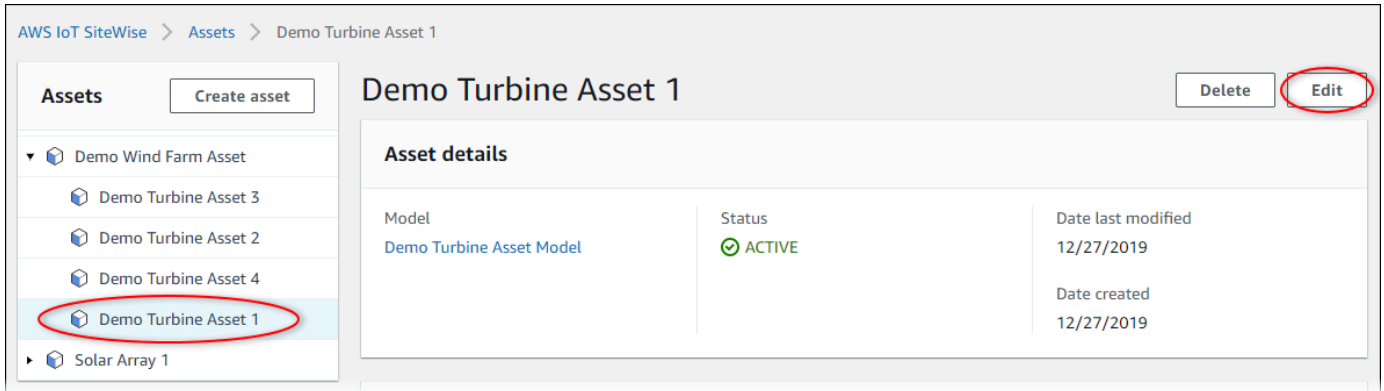 AWS IoT SiteWise > Assets > Demo Turbine Asset 1
Assets
Create asset
Demo Wind Farm Asset
Demo Turbine Asset 3
Demo Turbine Asset 2
Demo Turbine Asset 4
Demo Turbine Asset 1
Solar Array 1
Demo Turbine Asset 1
Delete
Edit
Asset details
Model
Demo Turbine Asset Model
Status
ACTIVE
Date last modified
12/27/2019
Date created
12/27/2019